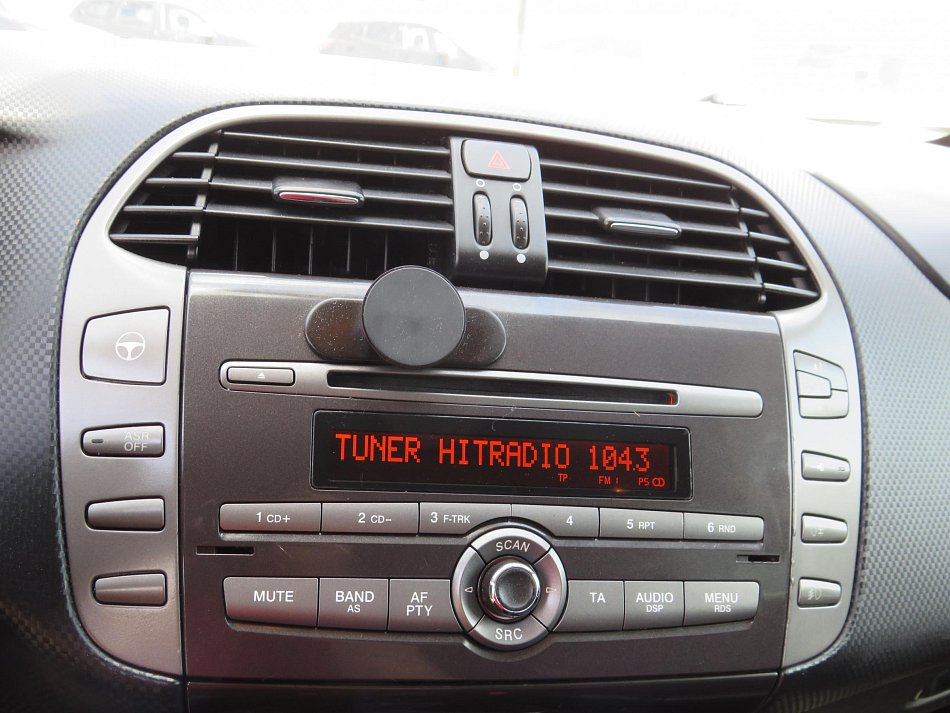 ASR
OFF
TUNER HITRADIO 104.3
TP FM 1 PS
1 CD+ 2 CD− 3 F-TRK 4 5 RPT 6 RND
SCAN
MUTE BAND AS AF PTY TA AUDIO DSP MENU RDS
SRC